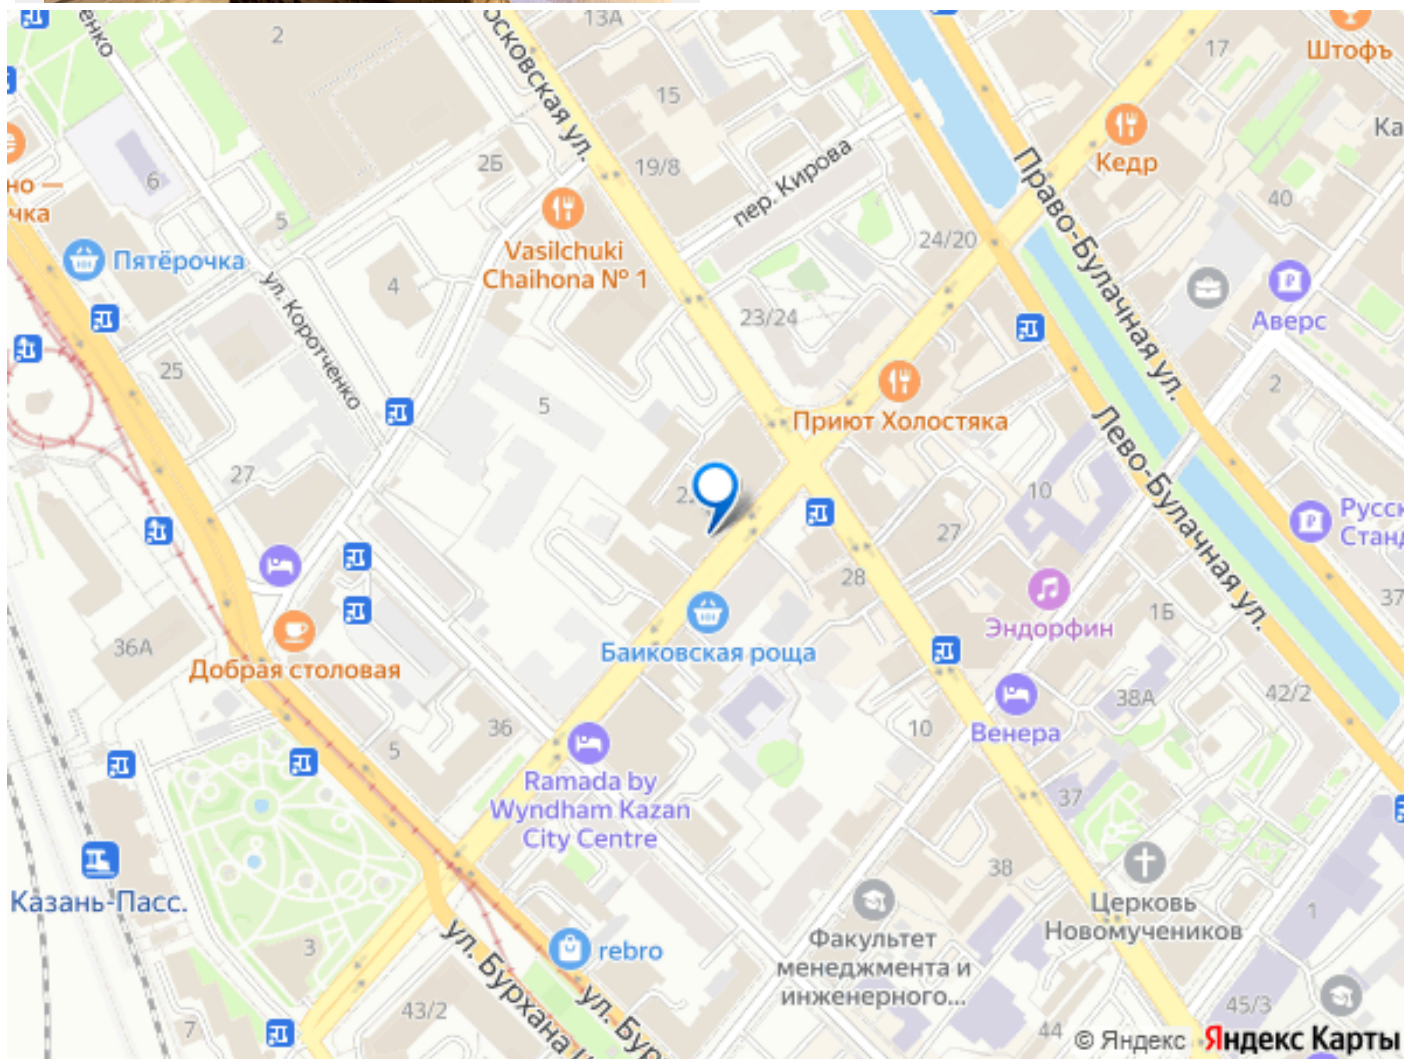 енко
2
13А
17
Штофъ
Ка
осковская ул.
15
Кедр
2Б
19/8
пер. Кирова
Право-Булачная ул.
6
но —
чка
5
40
Vasilchuki
Chaihona № 1
24/20
Пятёрочка
4
ул. Коротченко
23/24
Аверс
25
5
2
Приют Холостяка
Лево-Булачная ул.
27
10
27
Русск
Станд
28
37
36А
Добрая столовая
Баиковская роща
Эндорфин
1Б
38А
42/2
36
5
10
Венера
Ramada by
Wyndham Kazan
City Centre
37
38
Казань-Пасс.
Церковь
Новомучеников
1
3
ул. Бурхана
rebro
Факультет
менеджмента и
инженерного...
ул. Бур
43/2
7
45/3
44
© Яндекс Яндекс Карты